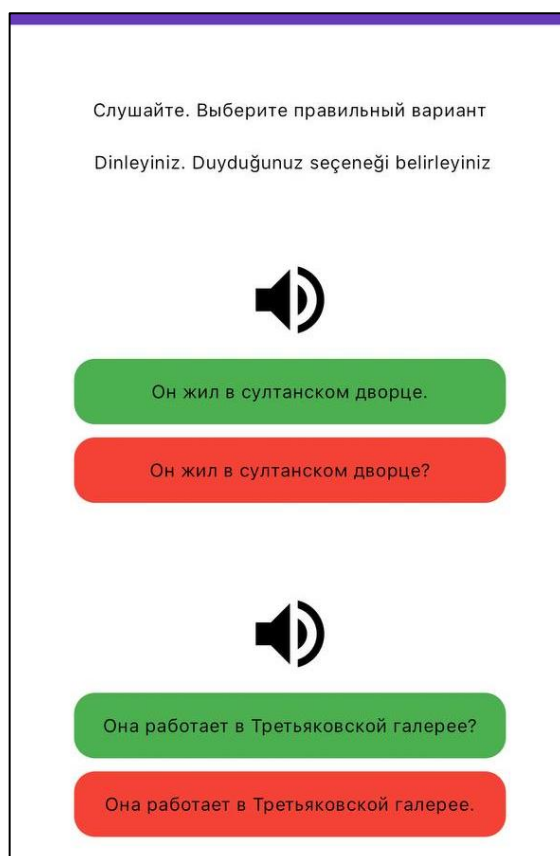 Слушайте. Выберите правильный вариант
Dinleyiniz. Duyduğunuz seçeneği belirleyiniz
Он жил в султанском дворце.
Он жил в султанском дворце?
Она работает в Третьяковской галерее?
Она работает в Третьяковской галерее.